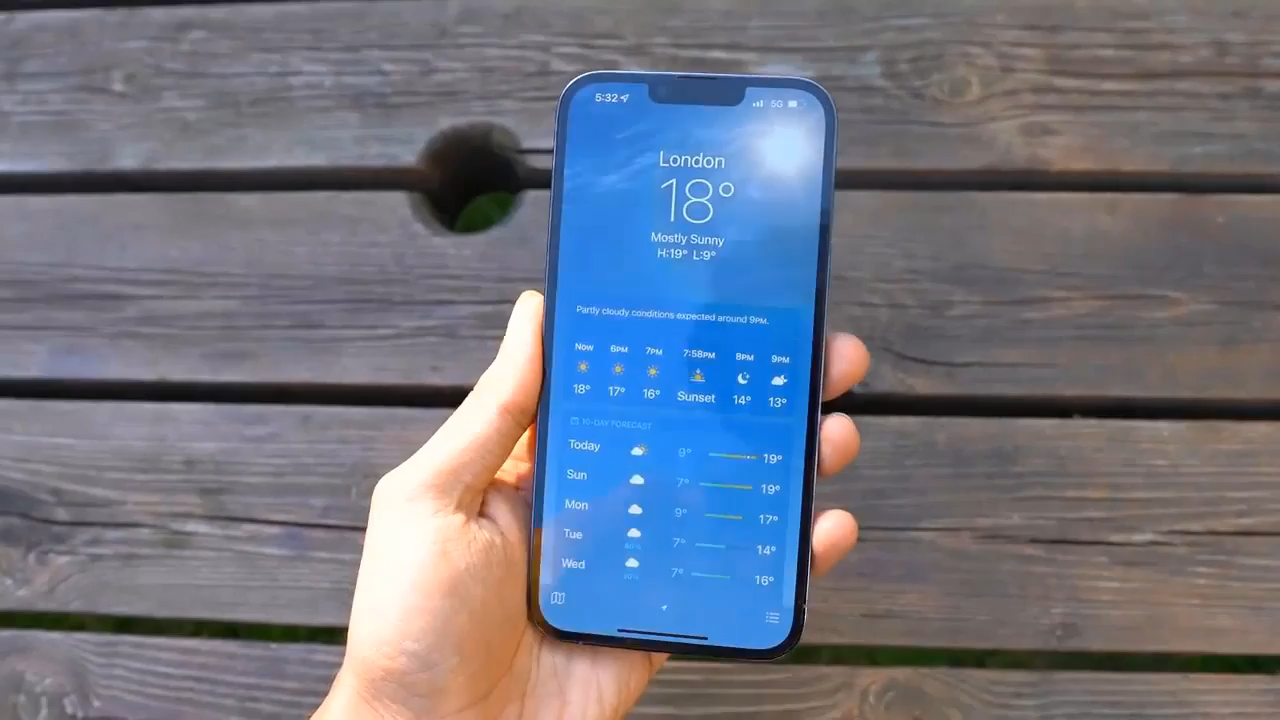 5:32
5G
London
18°
Mostly Sunny
H:19° L:9°
Partly cloudy conditions expected around 9PM.
Now 6PM 7PM 7:58PM 8PM 9PM
18° 17° 16° Sunset 14° 13°
10-DAY FORECAST
Today 9° 19°
Sun 7° 19°
Mon 9° 17°
Tue 7° 14°
Wed 7° 16°